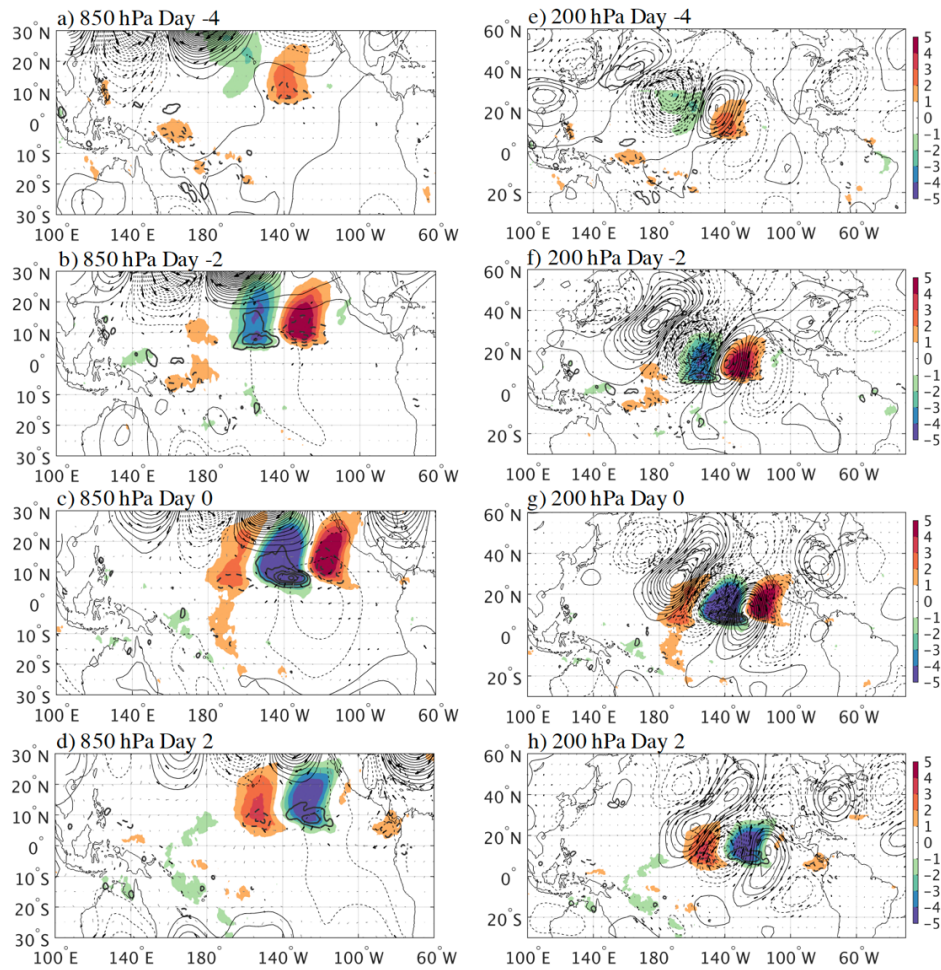 a) 850 hPa Day -4
30°N
20°N
10°N
0°
10°S
20°S
30°S
100 E 140 E 180° 140 W 100 W 60°W
e) 200 hPa Day -4
60°N
40°N
20°N
0°
20°S
100 E 140 E 180° 140 W 100 W 60°W
5
4
3
2
1
0
−1
−2
−3
−4
−5
b) 850 hPa Day -2
30°N
20°N
10°N
0°
10°S
20°S
30°S
100 E 140 E 180° 140 W 100 W 60°W
f) 200 hPa Day -2
60°N
40°N
20°N
0°
20°S
100 E 140 E 180° 140 W 100 W 60°W
5
4
3
2
1
0
−1
−2
−3
−4
−5
c) 850 hPa Day 0
30°N
20°N
10°N
0°
10°S
20°S
30°S
100 E 140 E 180° 140 W 100 W 60°W
g) 200 hPa Day 0
60°N
40°N
20°N
0°
20°S
100 E 140 E 180° 140 W 100 W 60°W
5
4
3
2
1
0
−1
−2
−3
−4
−5
d) 850 hPa Day 2
30°N
20°N
10°N
0°
10°S
20°S
30°S
100 E 140 E 180° 140 W 100 W 60°W
h) 200 hPa Day 2
60°N
40°N
20°N
0°
20°S
100 E 140 E 180° 140 W 100 W 60°W
5
4
3
2
1
0
−1
−2
−3
−4
−5